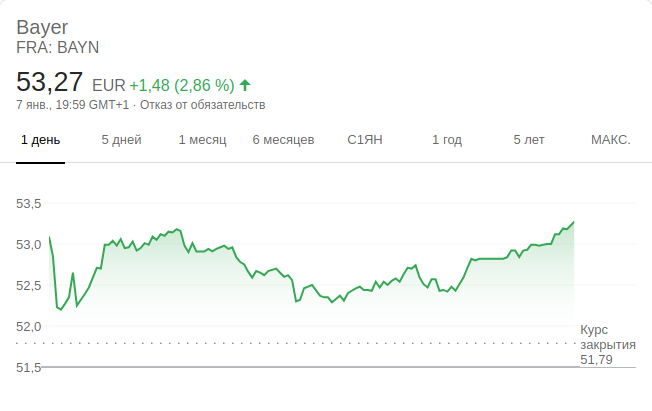 Bayer
FRA: BAYN
53,27 EUR +1,48 (2,86 %)
7 янв., 19:59 GMT+1 · Отказ от обязательств
1 день 5 дней 1 месяц 6 месяцев С1ЯН 1 год 5 лет МАКС.
53,5
53,0
52,5
52,0
51,5
Курс
закрытия
51,79